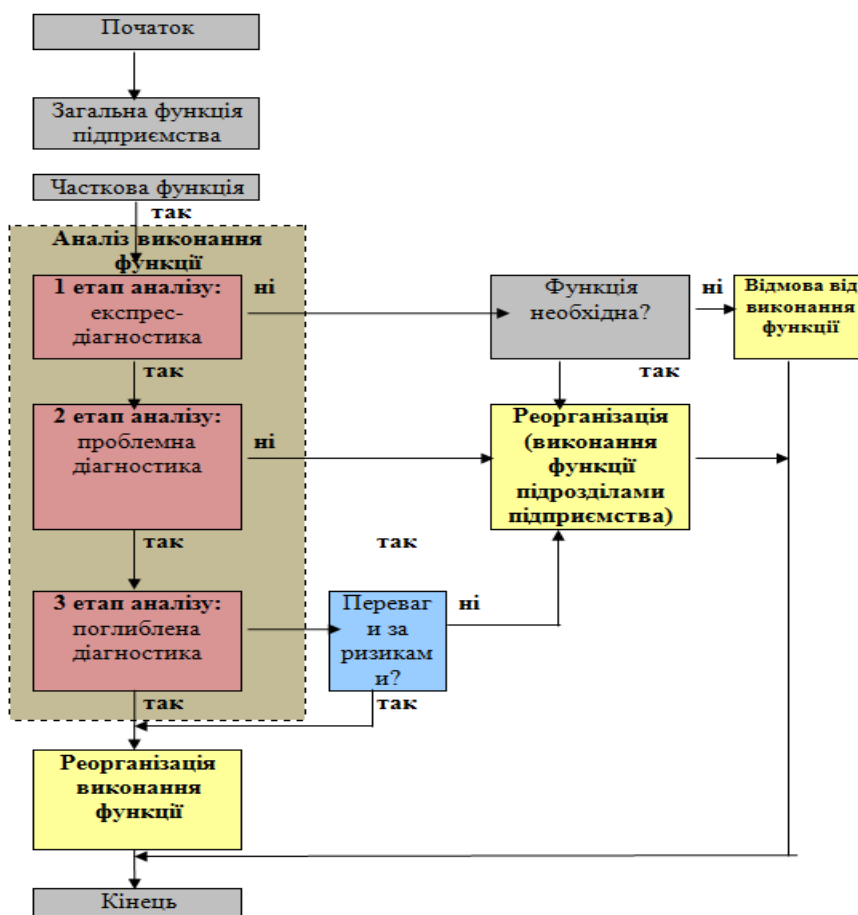 Початок
Загальна функція
підприємства
Часткова функція
так
Аналіз виконання
функції
1 етап аналізу:
експрес-
діагностика
ні
Функція
необхідна?
ні
Відмова від
виконання
функції
так
так
2 етап аналізу:
проблемна
діагностика
ні
Реорганізація
(виконання
функції
підрозділами
підприємства)
так
так
3 етап аналізу:
поглиблена
діагностика
Переваг
и за
ризикам
и?
ні
так
так
Реорганізація
виконання
функції
Кінець